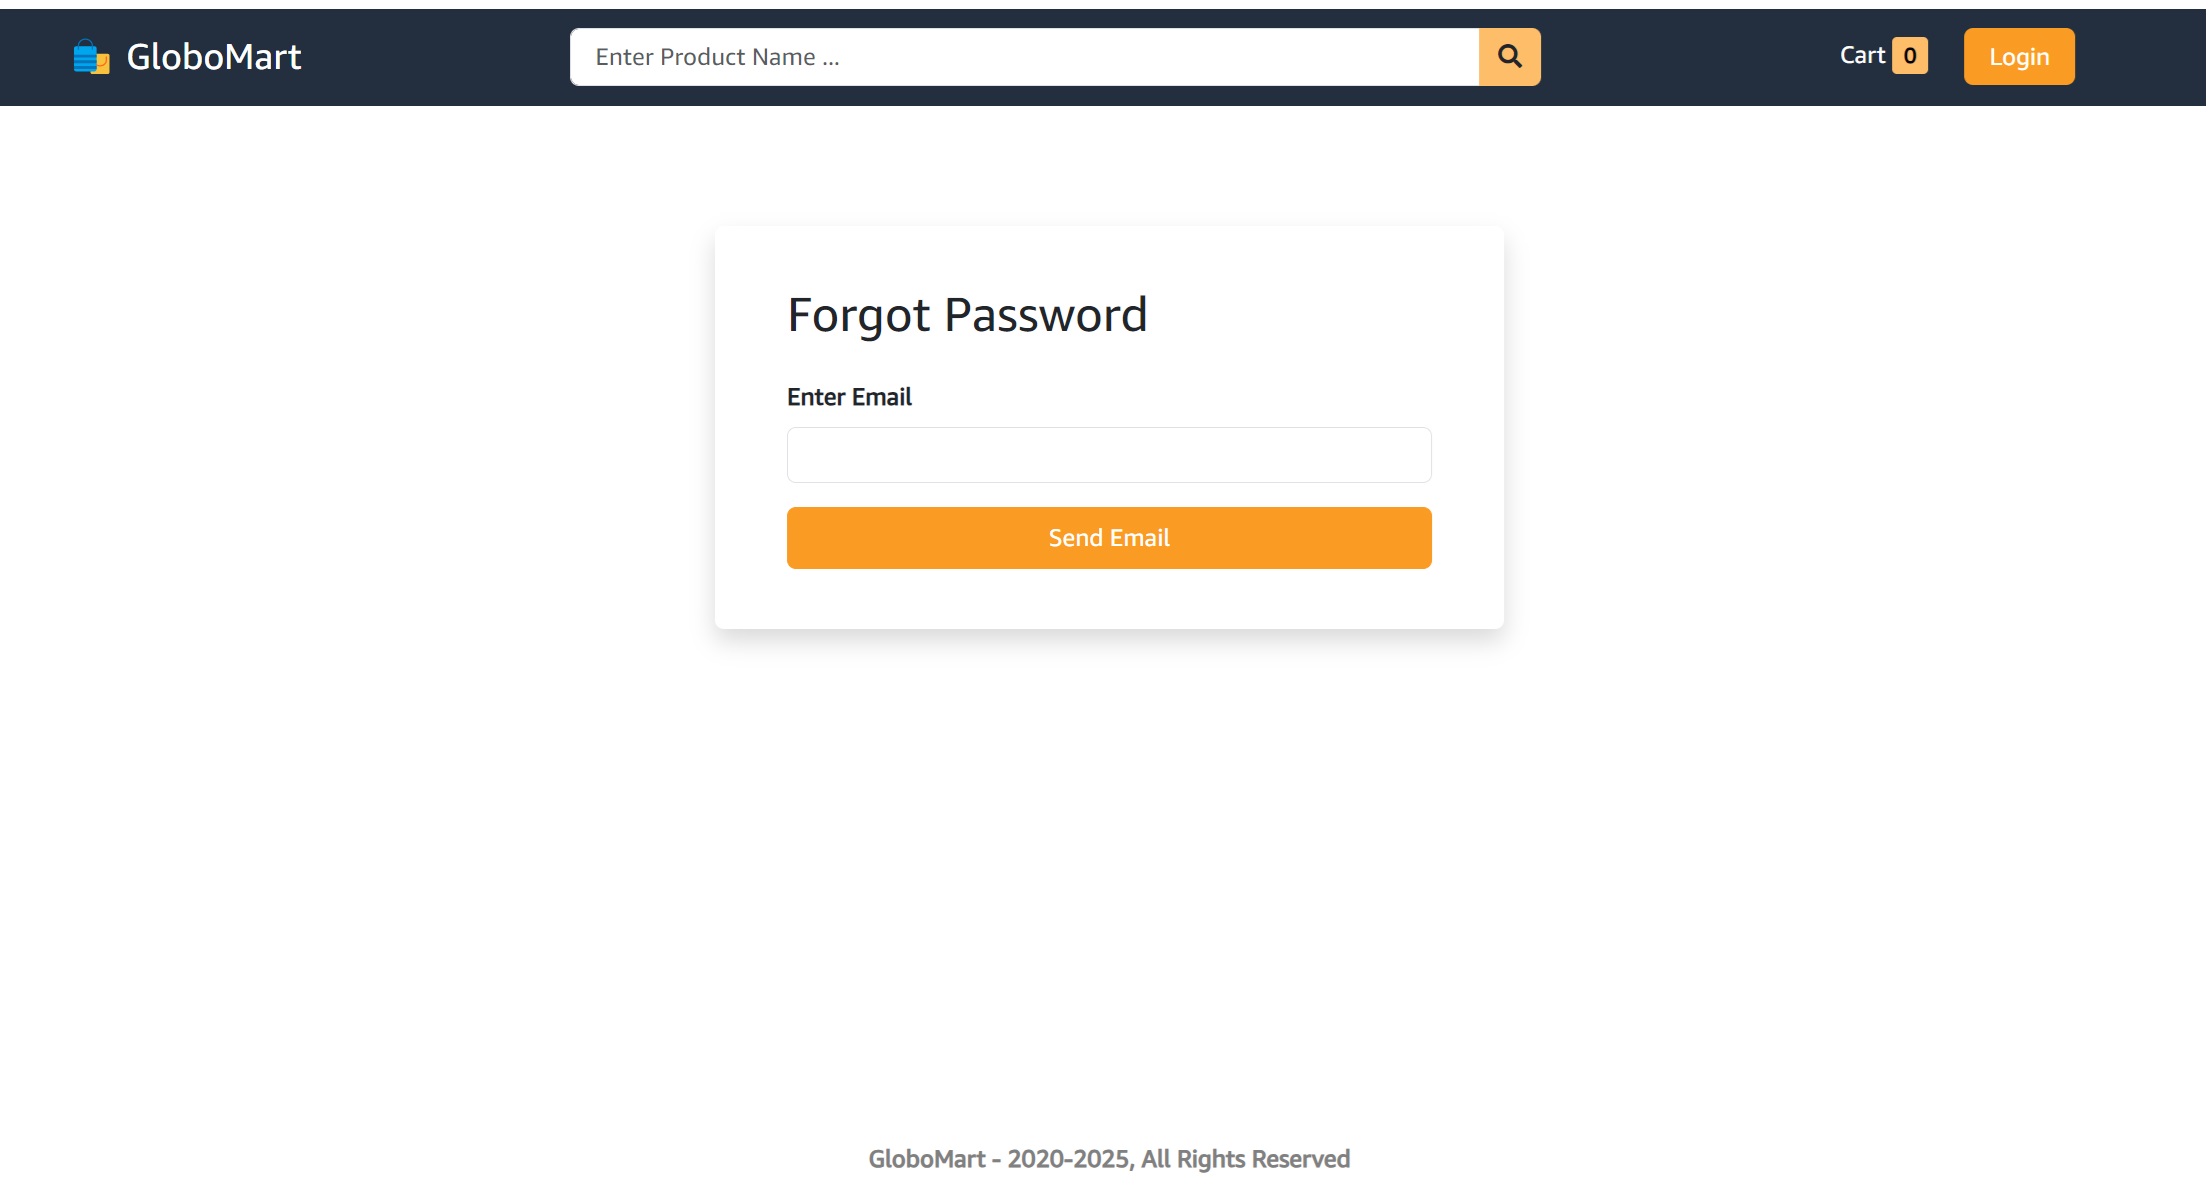 GloboMart
Enter Product Name ...
Cart 0
Login
Forgot Password
Enter Email
Send Email
GloboMart - 2020-2025, All Rights Reserved